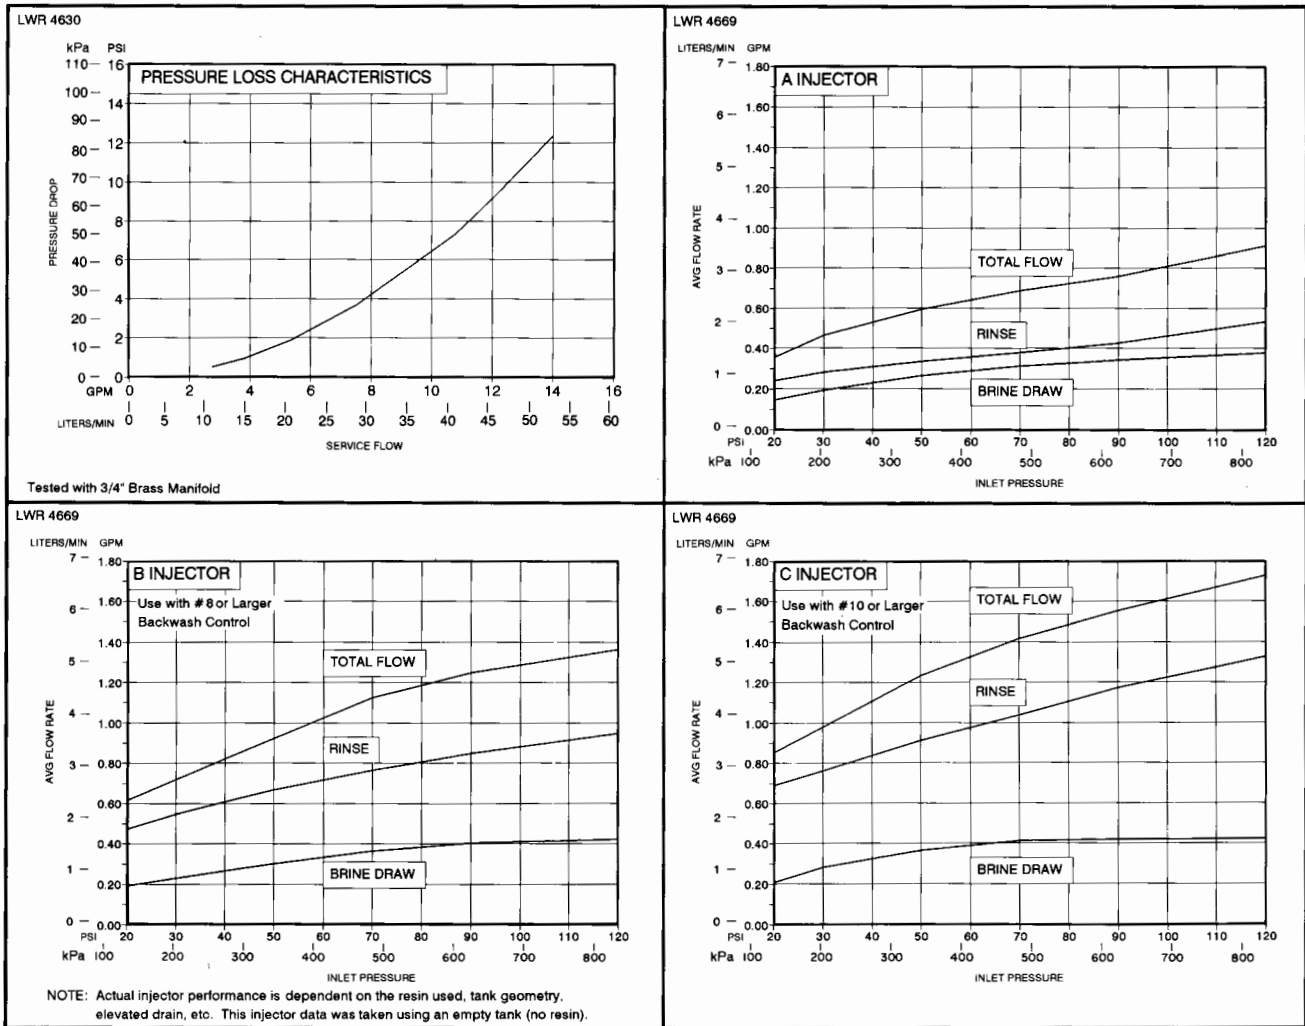 LWR 4630
kPa PSI
PRESSURE LOSS CHARACTERISTICS
110 16
100 14
90
80 12
70 10
60
50 8
40 6
30 4
20
10 2
0 0
PRESSURE DROP
0 2 4 6 8 10 12 14 16
GPM
0 5 10 15 20 25 30 35 40 45 50 55 60
LITERS/MIN
SERVICE FLOW
Tested with 3/4" Brass Manifold
LWR 4669
LITERS/MIN GPM
A INJECTOR
7 1.80
6 1.60
5 1.40
1.20
4 1.00
3 0.80
0.60
2 0.40
1 0.20
0 0.00
AVG FLOW RATE
TOTAL FLOW
RINSE
BRINE DRAW
PSI 20 30 40 50 60 70 80 90 100 110 120
kPa 100 200 300 400 500 600 700 800
INLET PRESSURE
LWR 4669
LITERS/MIN GPM
B INJECTOR
Use with #8 or Larger
Backwash Control
7 1.80
6 1.60
5 1.40
1.20
4 1.00
3 0.80
0.60
2 0.40
1 0.20
0 0.00
AVG FLOW RATE
TOTAL FLOW
RINSE
BRINE DRAW
20 30 40 50 60 70 80 90 100 110 120
PSI
kPa 100 200 300 400 500 600 700 800
INLET PRESSURE
NOTE: Actual injector performance is dependent on the resin used, tank geometry,
elevated drain, etc. This injector data was taken using an empty tank (no resin).
LWR 4669
LITERS/MIN GPM
C INJECTOR
Use with #10 or Larger
Backwash Control
7 1.80
6 1.60
5 1.40
1.20
4 1.00
3 0.80
0.60
2 0.40
1 0.20
0 0.00
AVG FLOW RATE
TOTAL FLOW
RINSE
BRINE DRAW
20 30 40 50 60 70 80 90 100 110 120
PSI
kPa 100 200 300 400 500 600 700 800
INLET PRESSURE